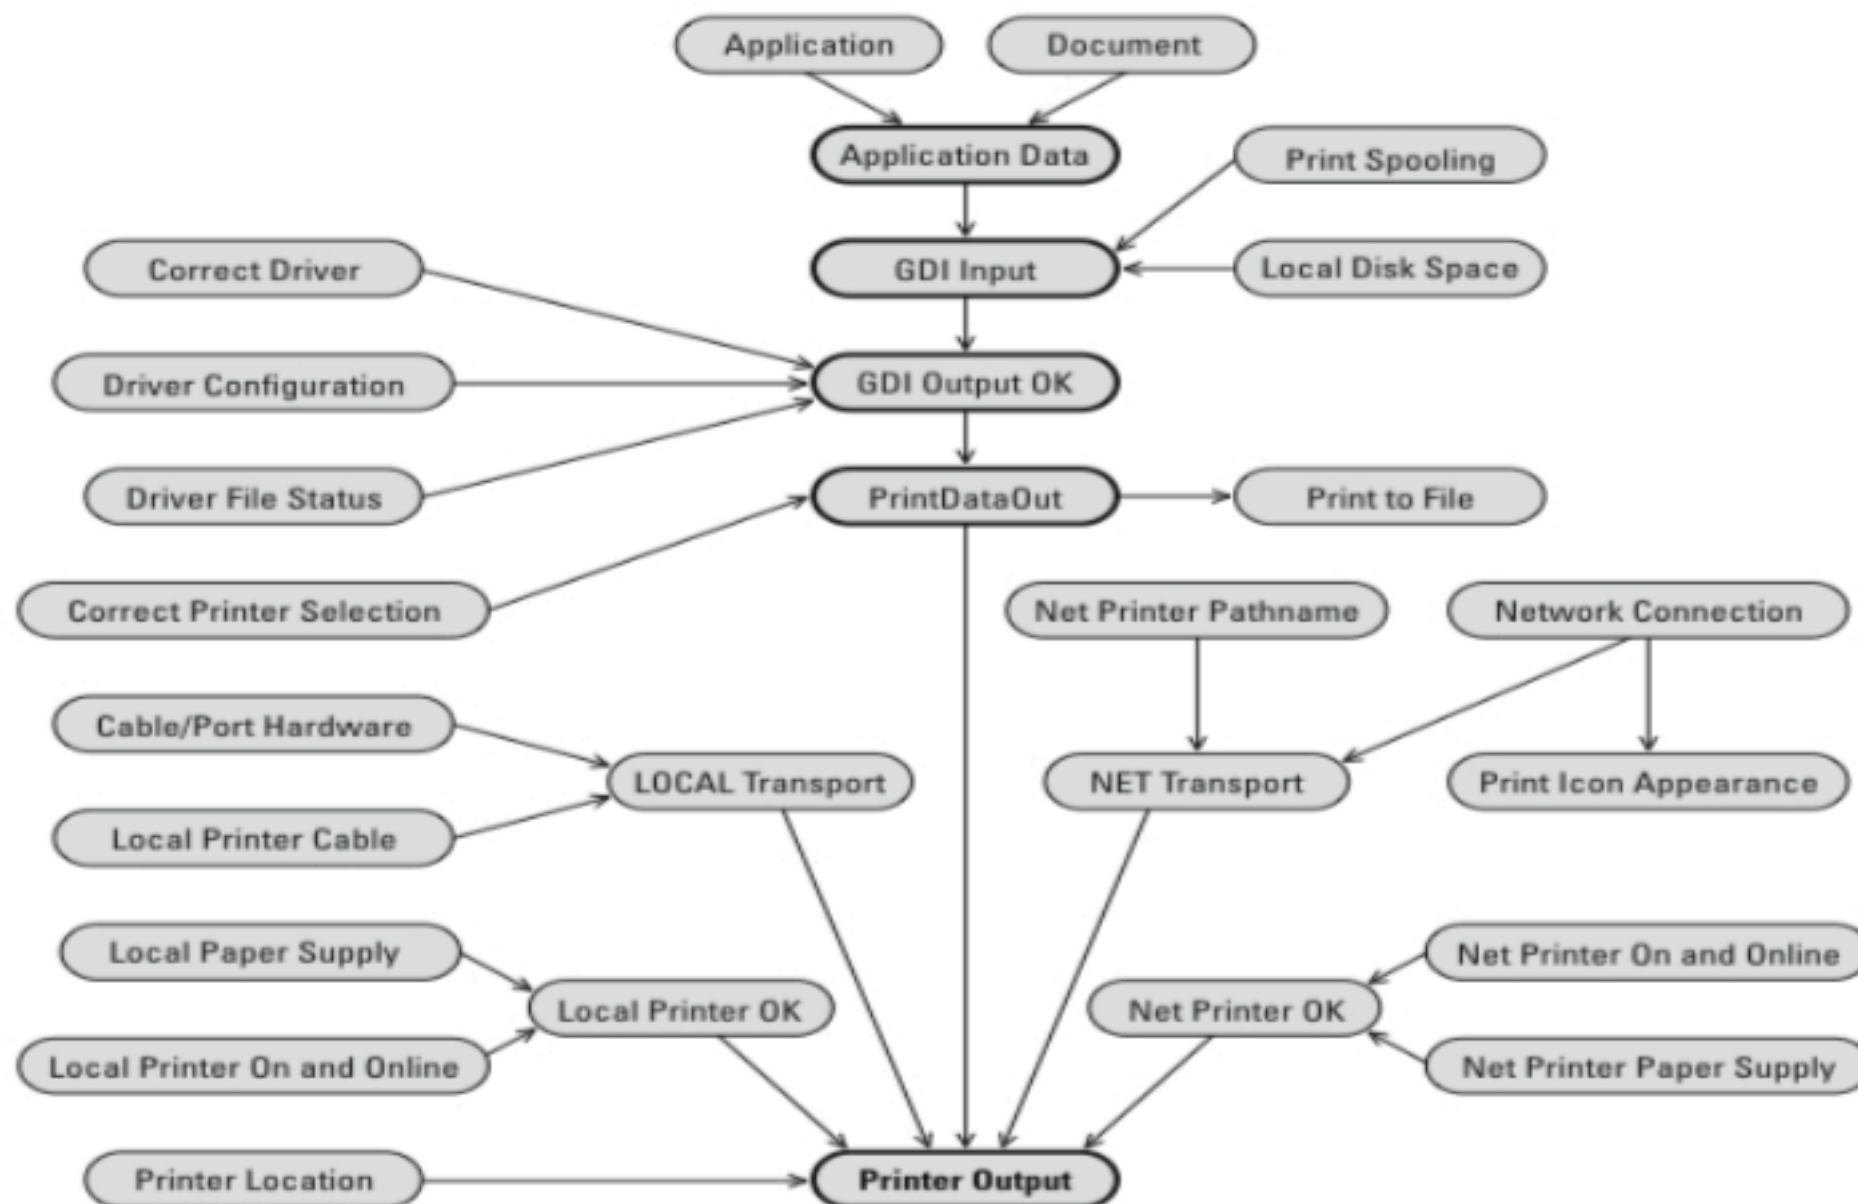 Application
Document
Application Data
Print Spooling
Correct Driver
GDI Input
Local Disk Space
Driver Configuration
GDI Output OK
Driver File Status
PrintDataOut
Print to File
Correct Printer Selection
Net Printer Pathname
Network Connection
Cable/Port Hardware
LOCAL Transport
NET Transport
Print Icon Appearance
Local Printer Cable
Local Paper Supply
Net Printer On and Online
Local Printer OK
Net Printer OK
Local Printer On and Online
Net Printer Paper Supply
Printer Location
Printer Output